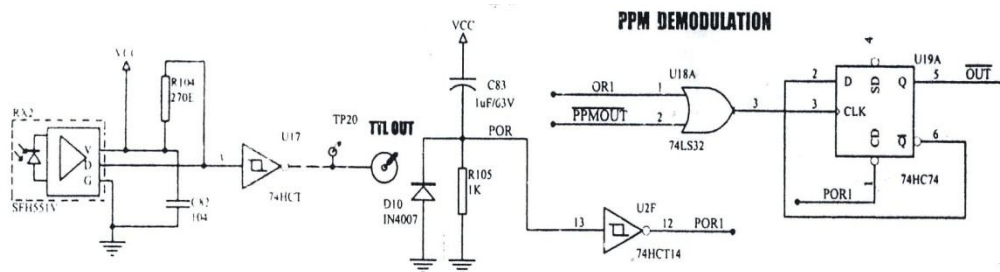 PPM DEMODULATION
VCC
R104
270E
RX2
V
D
G
SFH551V
C82
104
1
U17
74HCT
TP20
TTL OUT
VCC
C83
1uF/63V
POR
D10
IN4007
R105
1K
13
U2F
12
POR1
74HCT14
U18A
OR1
1
PPMOUT
2
3
74LS32
4
U19A
2
D
SD
Q
5
OUT
3
CLK
CD
Q
6
1
74HC74
POR1